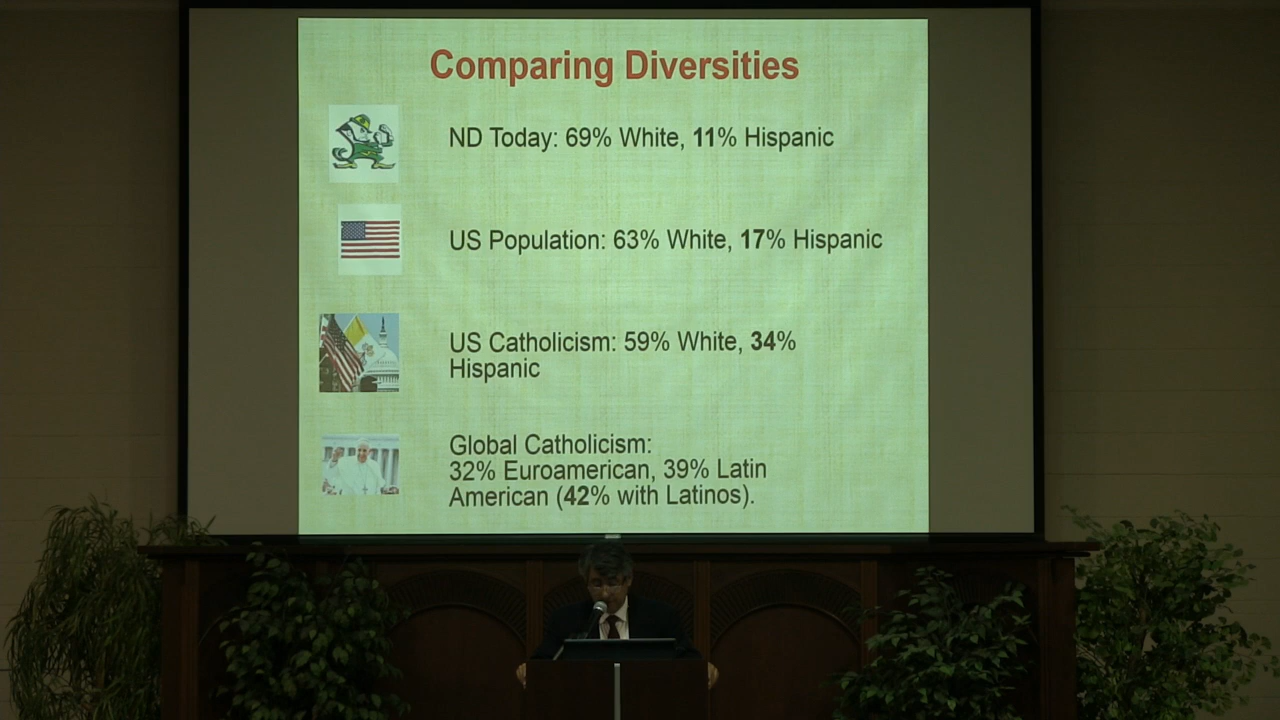 Comparing Diversities
ND Today: 69% White, 11% Hispanic
US Population: 63% White, 17% Hispanic
US Catholicism: 59% White, 34%
Hispanic
Global Catholicism:
32% Euroamerican, 39% Latin
American (42% with Latinos).